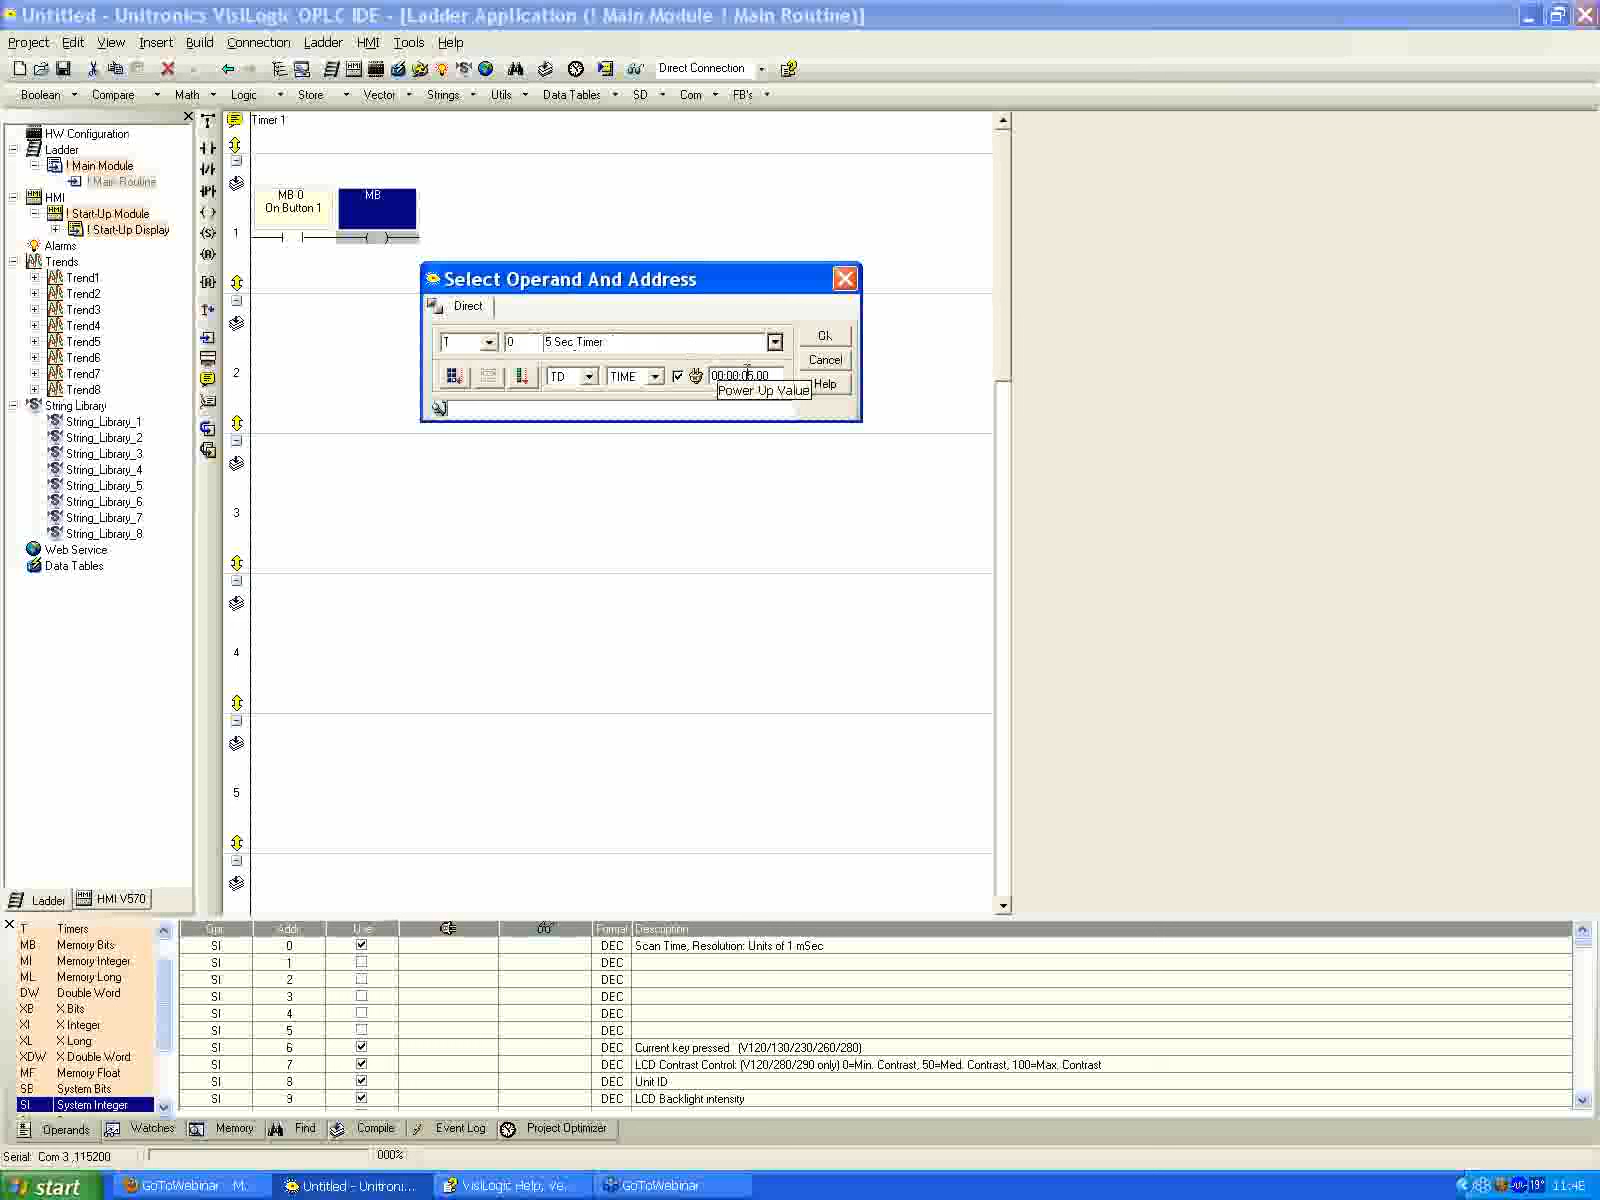 Untitled - Unitronics VisiLogic OPLC IDE - [Ladder Application (! Main Module ! Main Routine)]
Project Edit View Insert Build Connection Ladder HMI Tools Help
Direct Connection
Boolean Compare Math Logic Store Vector Strings Utils Data Tables SD Com FB's
HW Configuration
Ladder
! Main Module
! Main Routine
HMI
! Start-Up Module
! Start-Up Display
Alarms
Trends
Trend1
Trend2
Trend3
Trend4
Trend5
Trend6
Trend7
Trend8
String Library
String_Library_1
String_Library_2
String_Library_3
String_Library_4
String_Library_5
String_Library_6
String_Library_7
String_Library_8
Web Service
Data Tables
Ladder HMI V570
Timer 1
MB 0
On Button 1
MB
1
2
3
4
5
Select Operand And Address
Direct
T 0 5 Sec Timer
Ok
Cancel
TD TIME 00:00:05.00
Help
Power Up Value
T Timers
MB Memory Bits
MI Memory Integer
ML Memory Long
DW Double Word
XB X Bits
XI X Integer
XL X Long
XDW X Double Word
MF Memory Float
SB System Bits
SI System Integer
Opr Addr Use Format Description
SI 0 DEC Scan Time, Resolution: Units of 1 mSec
SI 1 DEC
SI 2 DEC
SI 3 DEC
SI 4 DEC
SI 5 DEC
SI 6 DEC Current key pressed (V120/130/230/260/280)
SI 7 DEC LCD Contrast Control: (V120/280/290 only) 0=Min. Contrast, 50=Med. Contrast, 100=Max. Contrast
SI 8 DEC Unit ID
SI 9 DEC LCD Backlight intensity
Operands Watches Memory Find Compile Event Log Project Optimizer
Serial: Com 3 ,115200 000%
start GoToWebinar - M... Untitled - Unitroni... VisiLogic Help, Ve... GoToWebinar 19° 11:46